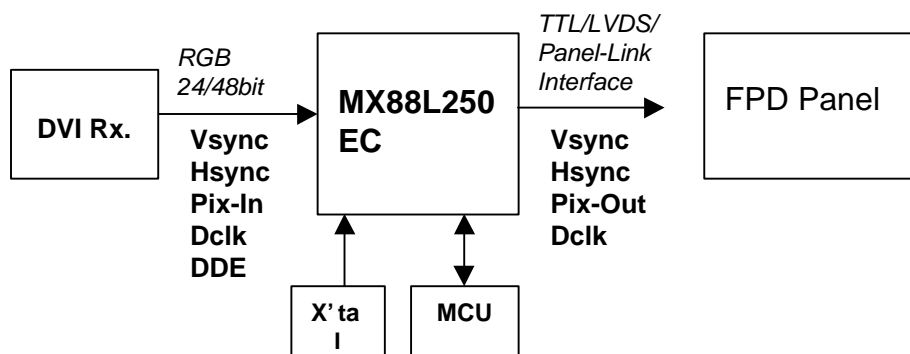 DVI Rx.
RGB
24/48bit
Vsync
Hsync
Pix-In
Dclk
DDE
MX88L250
EC
X' ta
l
MCU
TTL/LVDS/
Panel-Link
Interface
Vsync
Hsync
Pix-Out
Dclk
FPD Panel